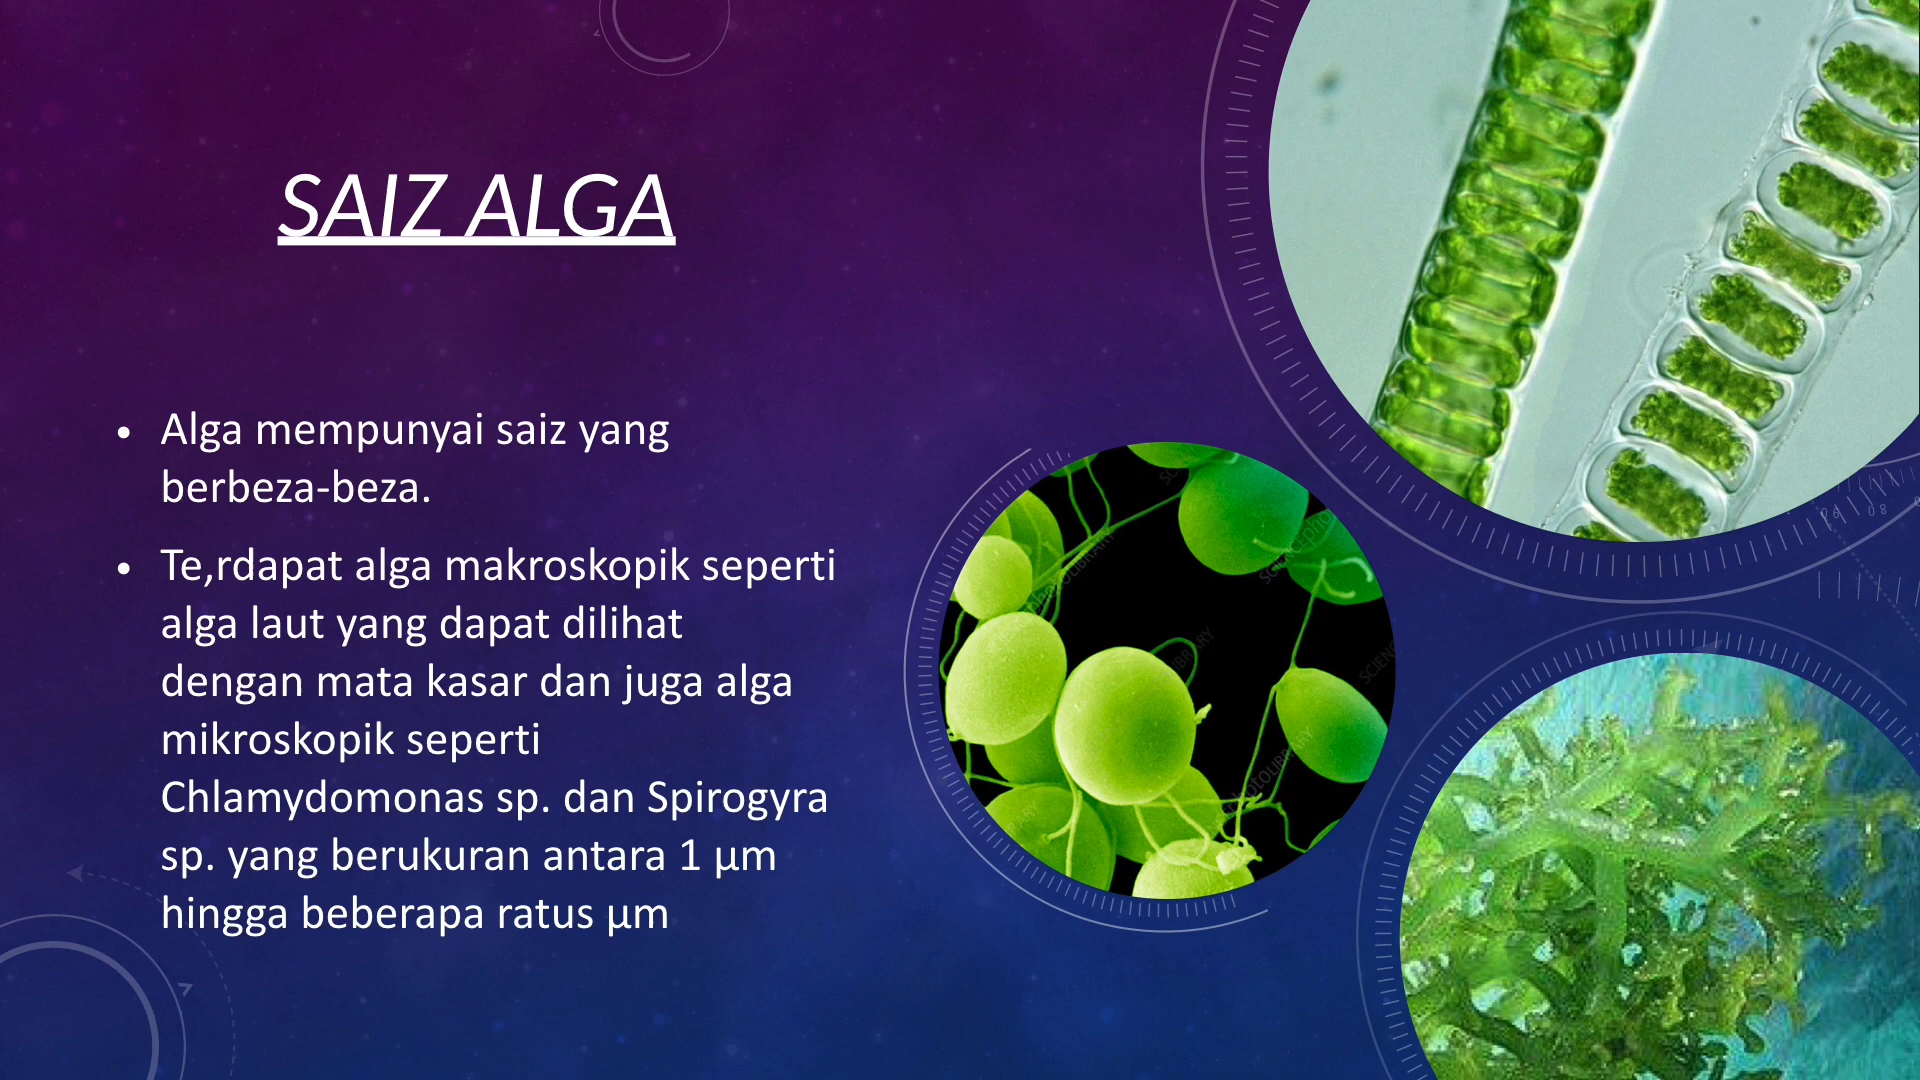 SAIZ ALGA
• Alga mempunyai saiz yang
berbeza-beza.
• Te,rdapat alga makroskopik seperti
alga laut yang dapat dilihat
dengan mata kasar dan juga alga
mikroskopik seperti
Chlamydomonas sp. dan Spirogyra
sp. yang berukuran antara 1 µm
hingga beberapa ratus µm